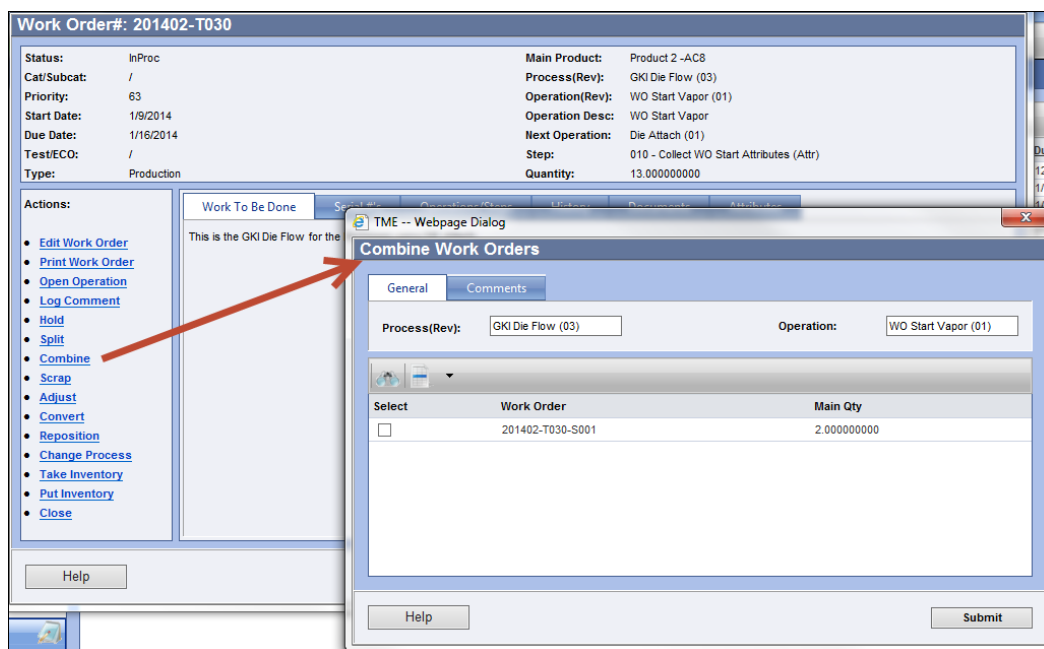 Work Order#: 201402-T030
Status: InProc Main Product: Product 2 -AC8
Cat/Subcat: / Process(Rev): GKI Die Flow (03)
Priority: 63 Operation(Rev): WO Start Vapor (01)
Start Date: 1/9/2014 Operation Desc: WO Start Vapor
Due Date: 1/16/2014 Next Operation: Die Attach (01)
Test/ECO: / Step: 010 - Collect WO Start Attributes (Attr)
Type: Production Quantity: 13.000000000
Actions:
Edit Work Order
Print Work Order
Open Operation
Log Comment
Hold
Split
Combine
Scrap
Adjust
Convert
Reposition
Change Process
Take Inventory
Put Inventory
Close
Work To Be Done Serial #'s Operations/Steps History Documents Attributes
This is the GKI Die Flow for the
Help
TME -- Webpage Dialog
Combine Work Orders
General Comments
Process(Rev): GKI Die Flow (03) Operation: WO Start Vapor (01)
Select Work Order Main Qty
201402-T030-S001 2.000000000
Help Submit